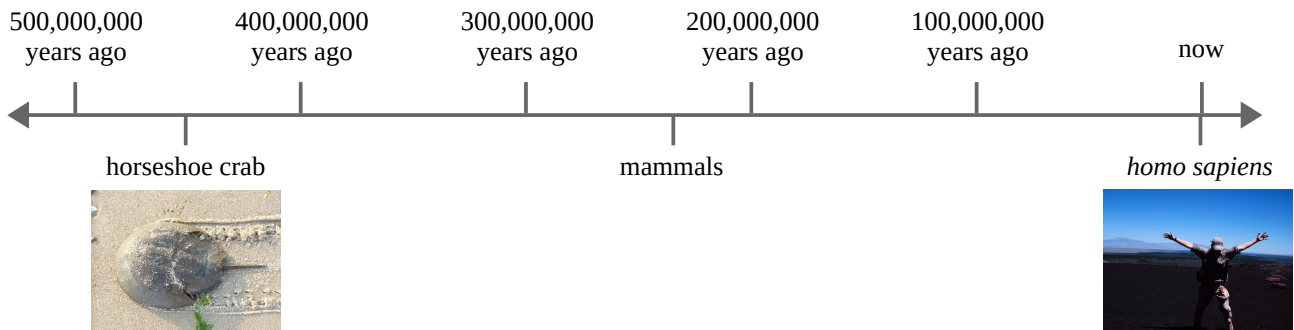 500,000,000
years ago
400,000,000
years ago
300,000,000
years ago
200,000,000
years ago
100,000,000
years ago
now
horseshoe crab
mammals
homo sapiens